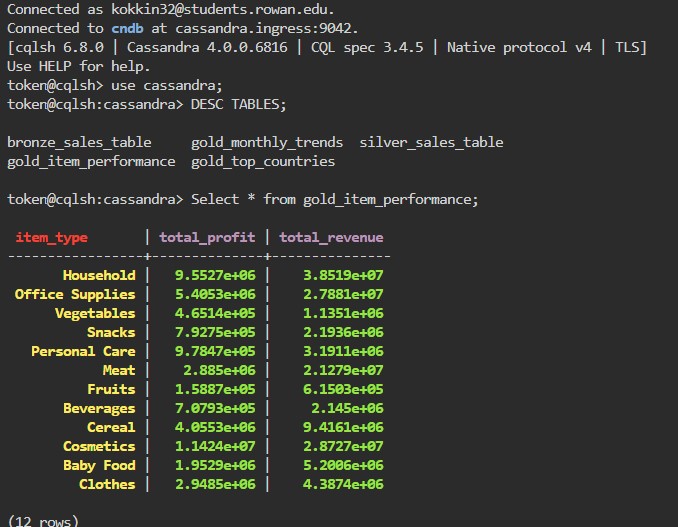 Connected as kokkin32@students.rowan.edu.
Connected to cndb at cassandra.ingress:9042.
[cqlsh 6.8.0 | Cassandra 4.0.0.6816 | CQL spec 3.4.5 | Native protocol v4 | TLS]
Use HELP for help.
token@cqlsh> use cassandra;
token@cqlsh:cassandra> DESC TABLES;
bronze_sales_table gold_monthly_trends silver_sales_table
gold_item_performance gold_top_countries
token@cqlsh:cassandra> Select * from gold_item_performance;
item_type | total_profit | total_revenue
-----------------+--------------+---------------
Household | 9.5527e+06 | 3.8519e+07
Office Supplies | 5.4053e+06 | 2.7881e+07
Vegetables | 4.6514e+05 | 1.1351e+06
Snacks | 7.9275e+05 | 2.1936e+06
Personal Care | 9.7847e+05 | 3.1911e+06
Meat | 2.885e+06 | 2.1279e+07
Fruits | 1.5887e+05 | 6.1503e+05
Beverages | 7.0793e+05 | 2.145e+06
Cereal | 4.0553e+06 | 9.4161e+06
Cosmetics | 1.1424e+07 | 2.8727e+07
Baby Food | 1.9529e+06 | 5.2006e+06
Clothes | 2.9485e+06 | 4.3874e+06
(12 rows)